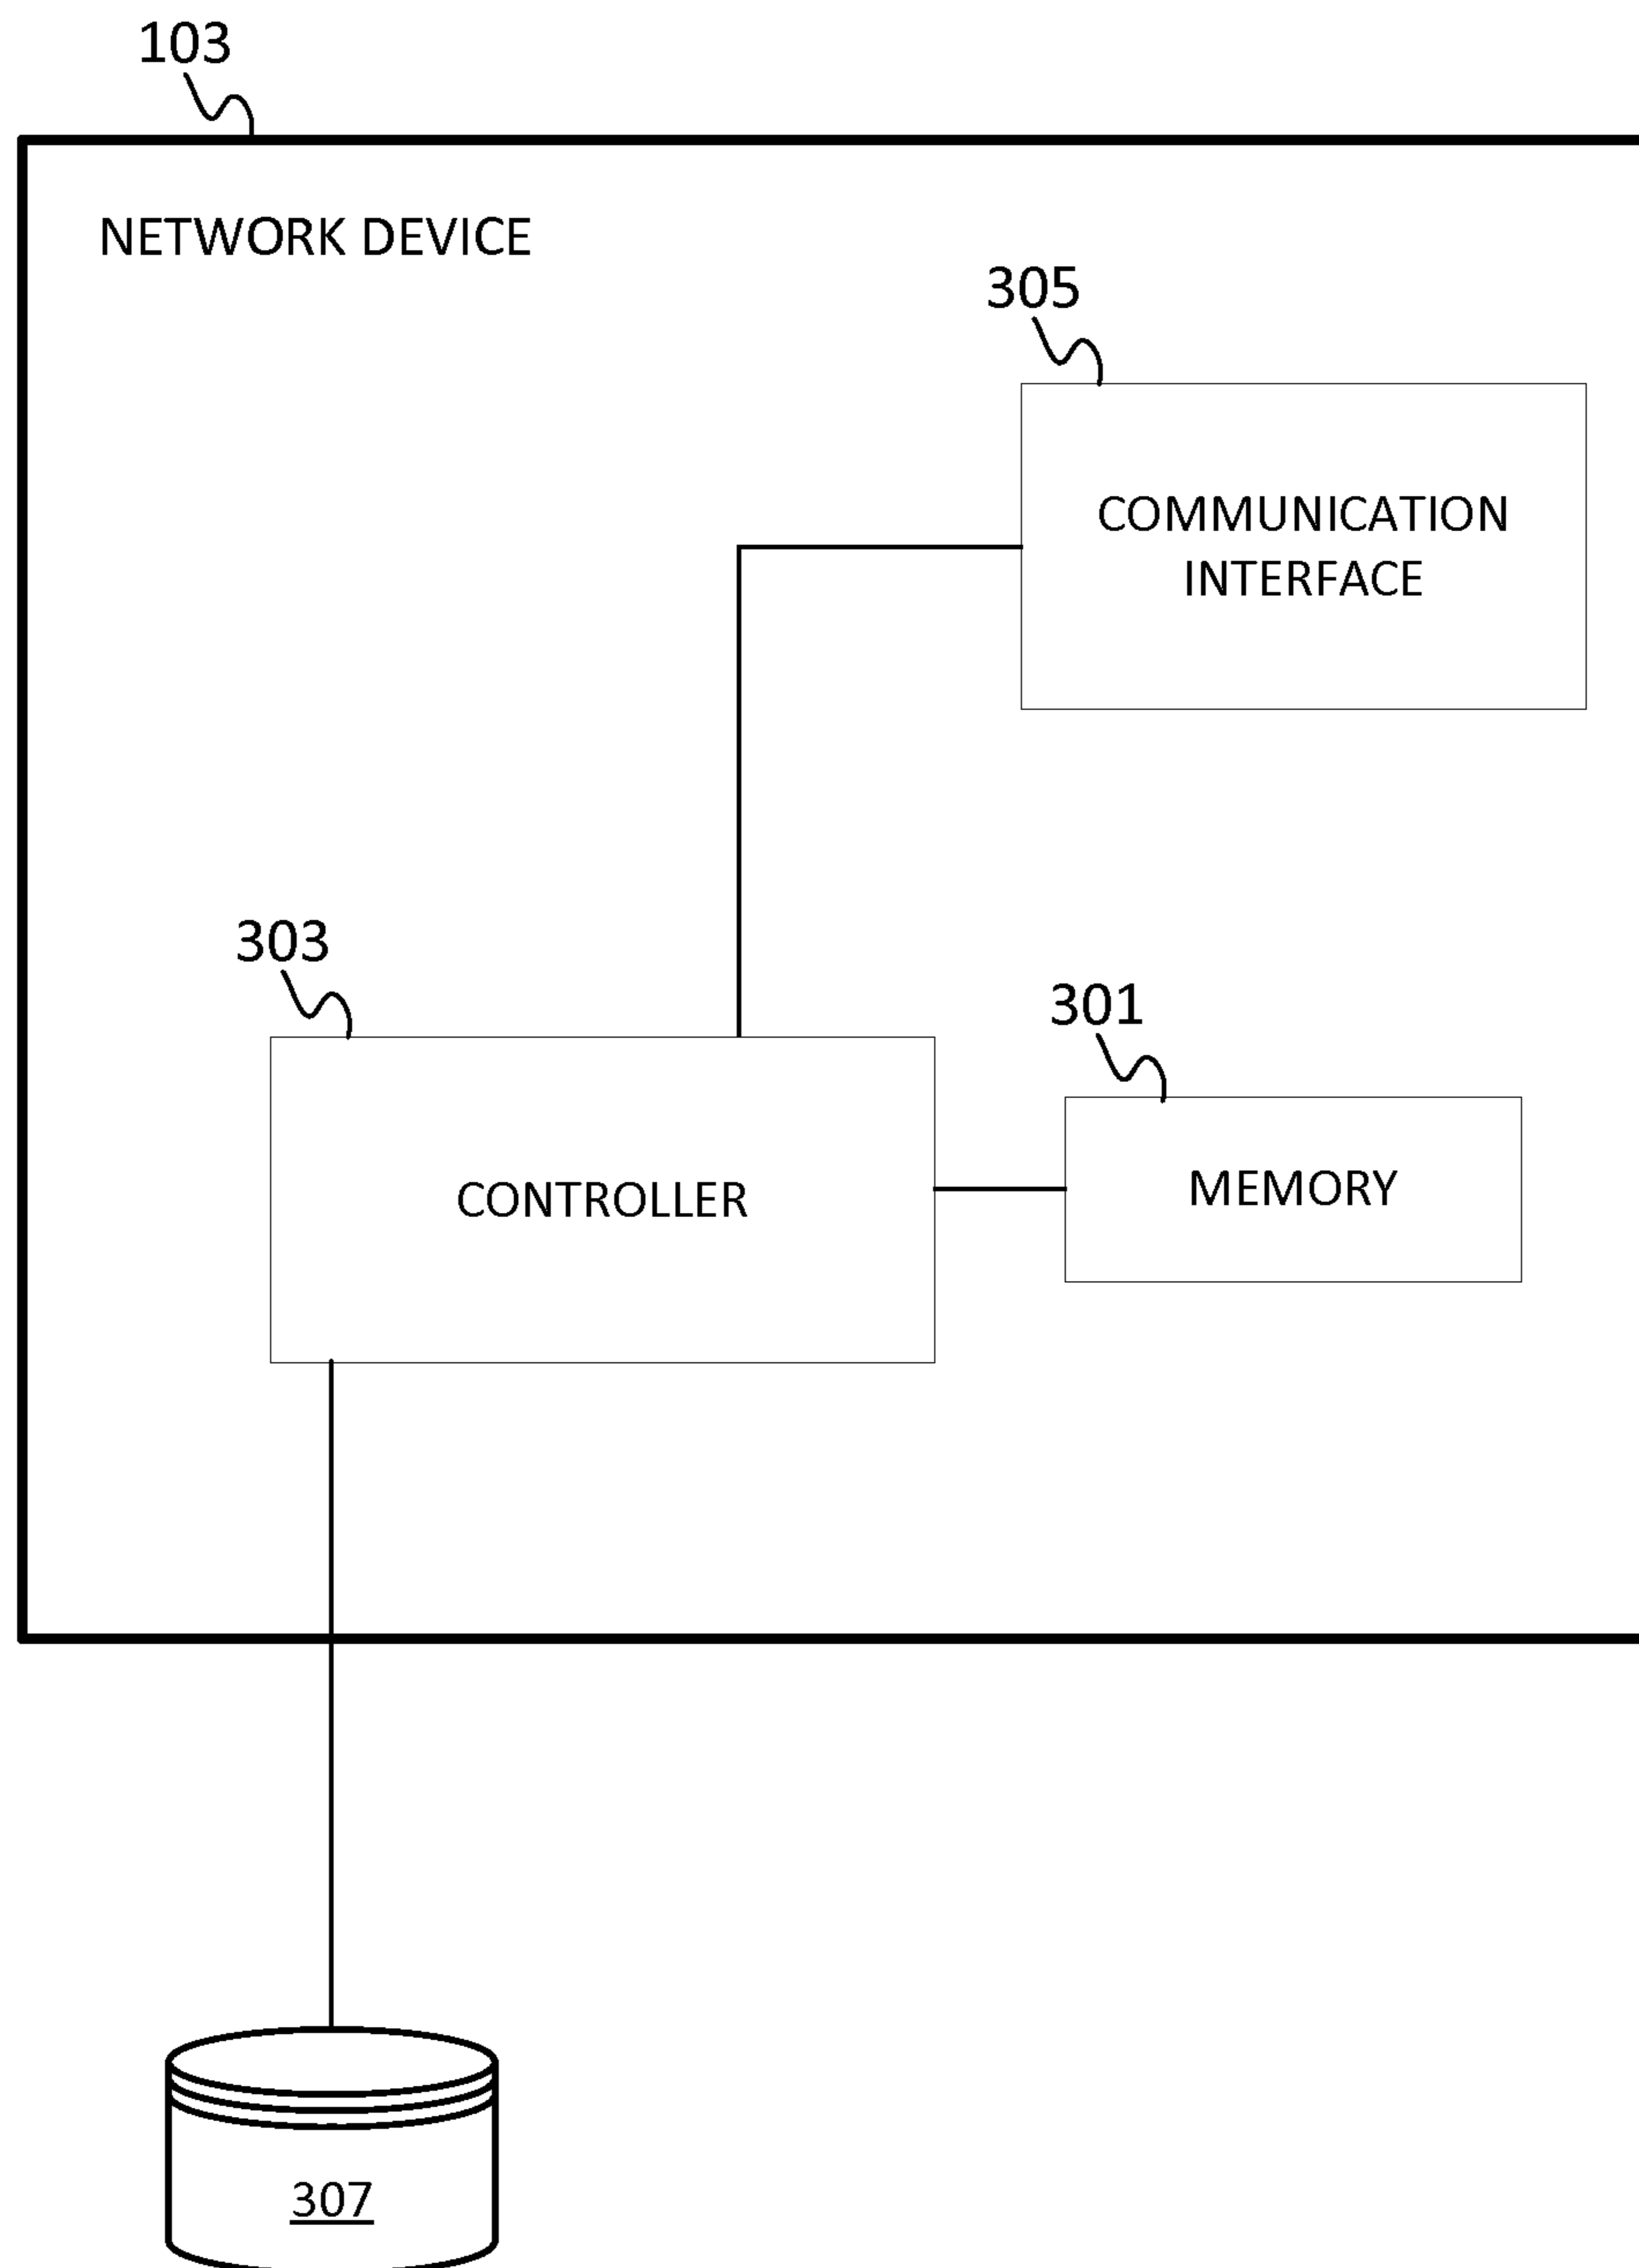 103
NETWORK DEVICE
305
COMMUNICATION
INTERFACE
303
301
CONTROLLER
MEMORY
307